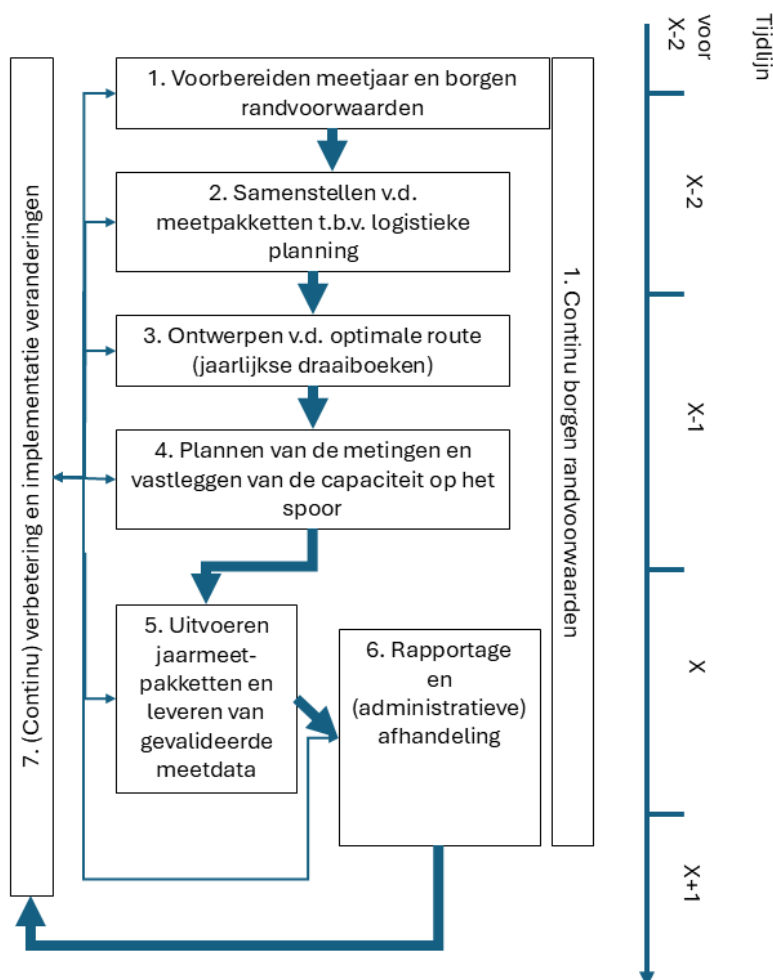 1. Voorbereiden meetjaar en borgen
randvoorwaarden
2. Samenstellen v.d.
meetpakketten t.b.v. logistieke
planning
3. Ontwerpen v.d. optimale route
(jaarlijkse draaiboeken)
4. Plannen van de metingen en
vastleggen van de capaciteit op het
spoor
5. Uitvoeren
jaarmeet-
pakketten en
leveren van
gevalideerde
meetdata
6. Rapportage
en
(administratieve)
afhandeling
7. (Continu) verbetering en implementatie veranderingen
1. Continu borgen randvoorwaarden
Tijdlijn
voor
X-2
X-2
X-1
X
X+1